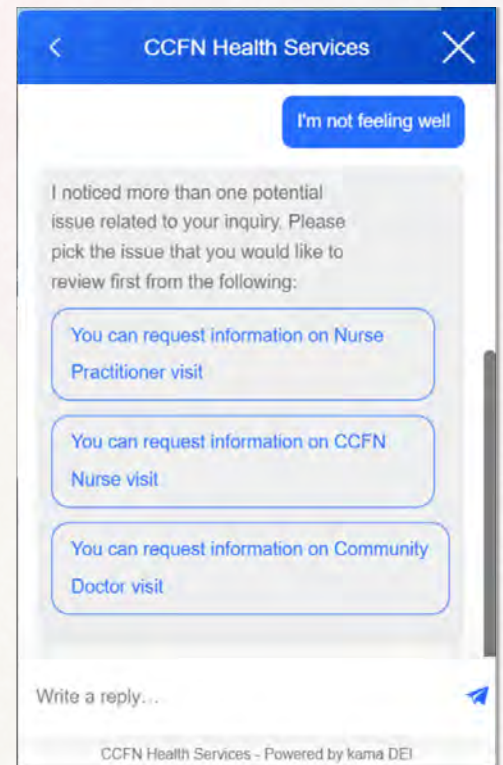 CCFN Health Services
I'm not feeling well
I noticed more than one potential
issue related to your inquiry. Please
pick the issue that you would like to
review first from the following:
You can request information on Nurse
Practitioner visit
You can request information on CCFN
Nurse visit
You can request information on Community
Doctor visit
Write a reply...
CCFN Health Services - Powered by kama DEI